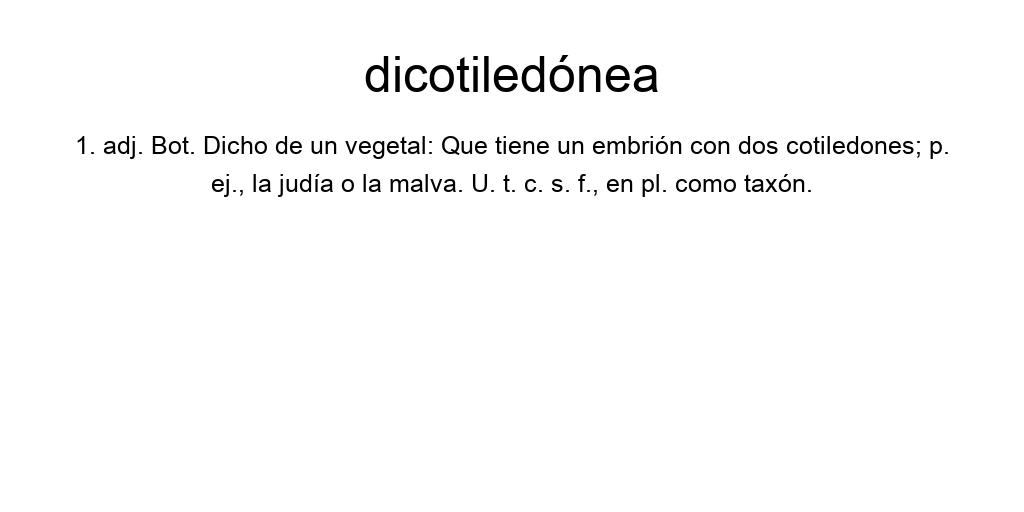 dicotiledónea
1. adj. Bot. Dicho de un vegetal: Que tiene un embrión con dos cotiledones; p.
ej., la judía o la malva. U. t. c. s. f., en pl. como taxón.